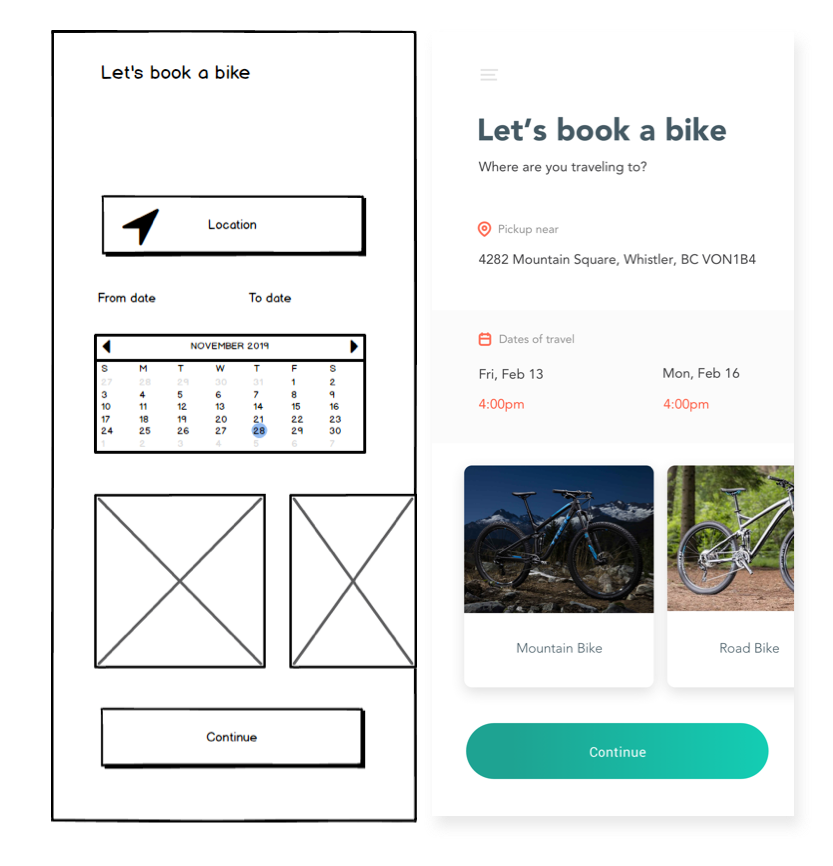 Let's book a bike
Location
From date To date
NOVEMBER 2019
S M T W T F S
27 28 29 30 31 1 2
3 4 5 6 7 8 9
10 11 12 13 14 15 16
17 18 19 20 21 22 23
24 25 26 27 28 29 30
1 2 3 4 5 6 7
Continue
Let's book a bike
Where are you traveling to?
Pickup near
4282 Mountain Square, Whistler, BC VON1B4
Dates of travel
Fri, Feb 13 Mon, Feb 16
4:00pm 4:00pm
Mountain Bike Road Bike
Continue